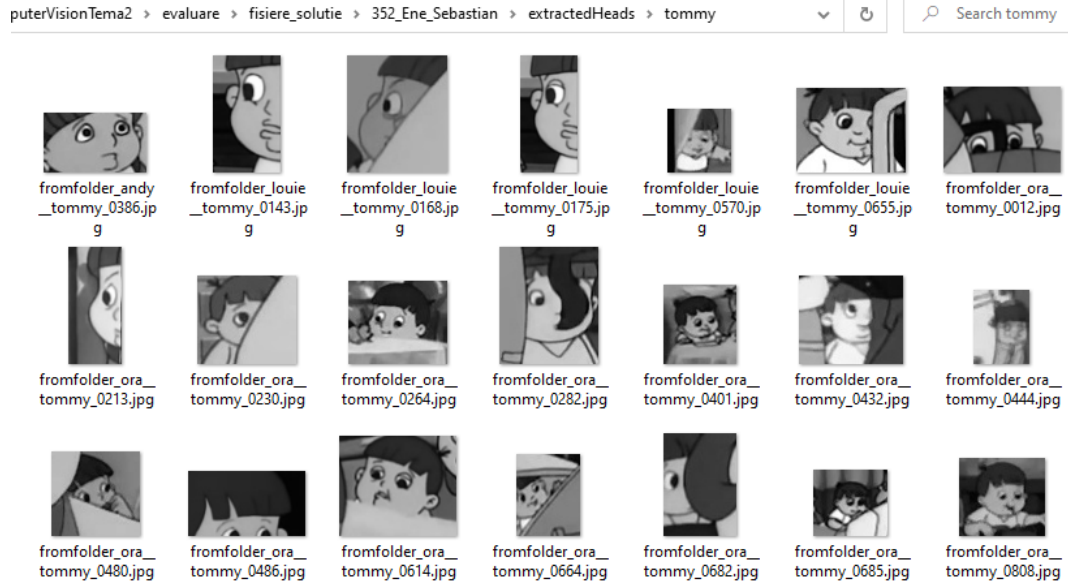 puterVisionTema2 > evaluare > fisiere_solutie > 352_Ene_Sebastian > extractedHeads > tommy
Search tommy
fromfolder_andy
__tommy_0386.jp
g
fromfolder_louie
__tommy_0143.jp
g
fromfolder_louie
__tommy_0168.jp
g
fromfolder_louie
__tommy_0175.jp
g
fromfolder_louie
__tommy_0570.jp
g
fromfolder_louie
__tommy_0655.jp
g
fromfolder_ora__
tommy_0012.jpg
fromfolder_ora__
tommy_0213.jpg
fromfolder_ora__
tommy_0230.jpg
fromfolder_ora__
tommy_0264.jpg
fromfolder_ora__
tommy_0282.jpg
fromfolder_ora__
tommy_0401.jpg
fromfolder_ora__
tommy_0432.jpg
fromfolder_ora__
tommy_0444.jpg
fromfolder_ora__
tommy_0480.jpg
fromfolder_ora__
tommy_0486.jpg
fromfolder_ora__
tommy_0614.jpg
fromfolder_ora__
tommy_0664.jpg
fromfolder_ora__
tommy_0682.jpg
fromfolder_ora__
tommy_0685.jpg
fromfolder_ora__
tommy_0808.jpg